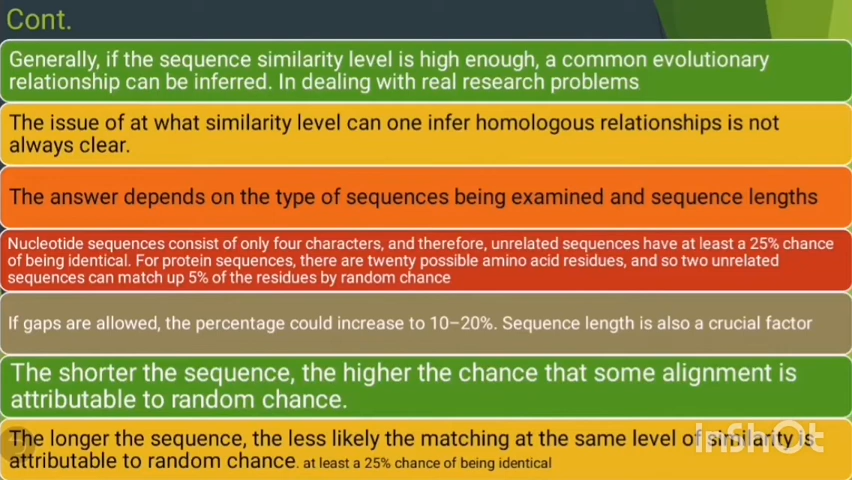 Cont.
Generally, if the sequence similarity level is high enough, a common evolutionary
relationship can be inferred. In dealing with real research problems
The issue of at what similarity level can one infer homologous relationships is not
always clear.
The answer depends on the type of sequences being examined and sequence lengths
Nucleotide sequences consist of only four characters, and therefore, unrelated sequences have at least a 25% chance
of being identical. For protein sequences, there are twenty possible amino acid residues, and so two unrelated
sequences can match up 5% of the residues by random chance
If gaps are allowed, the percentage could increase to 10–20%. Sequence length is also a crucial factor
The shorter the sequence, the higher the chance that some alignment is
attributable to random chance.
The longer the sequence, the less likely the matching at the same level of similarity is
attributable to random chance. at least a 25% chance of being identical
InShOt